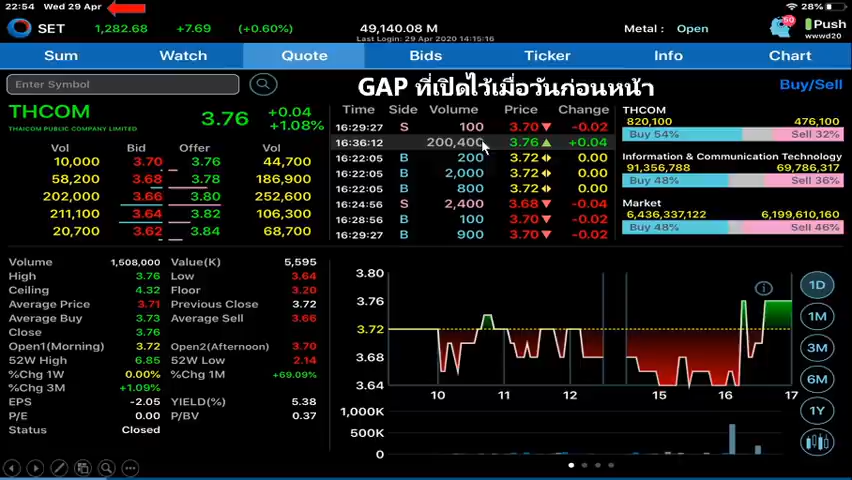 22:54 Wed 29 Apr 28%
SET 1,282.68 +7.69 (+0.60%) 49,140.08 M Metal : Open 50 Push
Last Login: 29 Apr 2020 14:15:16 wwwd20
Sum Watch Quote Bids Ticker Info Chart
Enter Symbol GAP ที่เปิดไว้เมื่อวันก่อนหน้า Buy/Sell
THCOM
THAICOM PUBLIC COMPANY LIMITED
3.76 +0.04 +1.08%
Vol Bid Offer Vol
10,000 3.70 3.76 44,700
58,200 3.68 3.78 186,900
202,000 3.66 3.80 252,600
211,100 3.64 3.82 106,300
20,700 3.62 3.84 68,700
Time Side Volume Price Change
16:29:27 S 100 3.70 -0.02
16:36:12 200,400 3.76 +0.04
16:22:05 B 200 3.72 0.00
16:22:05 B 2,000 3.72 0.00
16:22:05 B 800 3.72 0.00
16:24:56 S 2,400 3.68 -0.04
16:28:56 B 100 3.70 -0.02
16:29:27 B 900 3.70 -0.02
THCOM
820,100 476,100
Buy 54% Sell 32%
Information & Communication Technology
91,356,788 69,786,317
Buy 48% Sell 36%
Market
6,436,337,122 6,199,610,160
Buy 48% Sell 46%
Volume 1,508,000 Value(K) 5,595
High 3.76 Low 3.64
Ceiling 4.32 Floor 3.20
Average Price 3.71 Previous Close 3.72
Average Buy 3.73 Average Sell 3.66
Close 3.76
Open1(Morning) 3.72 Open2(Afternoon) 3.70
52W High 6.85 52W Low 2.14
%Chg 1W 0.00% %Chg 1M +69.09%
%Chg 3M +1.09%
EPS -2.05 YIELD(%) 5.38
P/E 0.00 P/BV 0.37
Status Closed
3.80
3.76
3.72
3.68
3.64
10 11 12 15 16 17
1,000K
500K
0
1D
1M
3M
6M
1Y